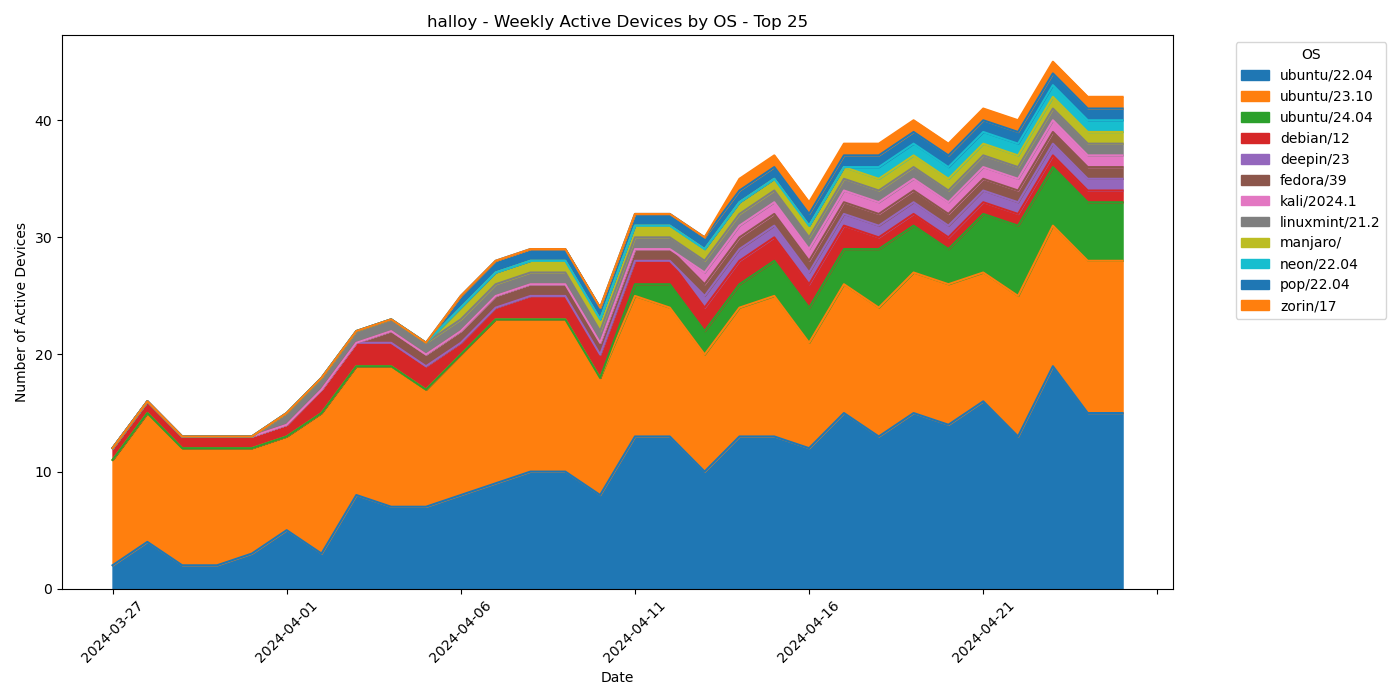 halloy - Weekly Active Devices by OS - Top 25
Number of Active Devices
40
30
20
10
0
2024-03-27
2024-04-01
2024-04-06
2024-04-11
2024-04-16
2024-04-21
Date
OS
ubuntu/22.04
ubuntu/23.10
ubuntu/24.04
debian/12
deepin/23
fedora/39
kali/2024.1
linuxmint/21.2
manjaro/
neon/22.04
pop/22.04
zorin/17